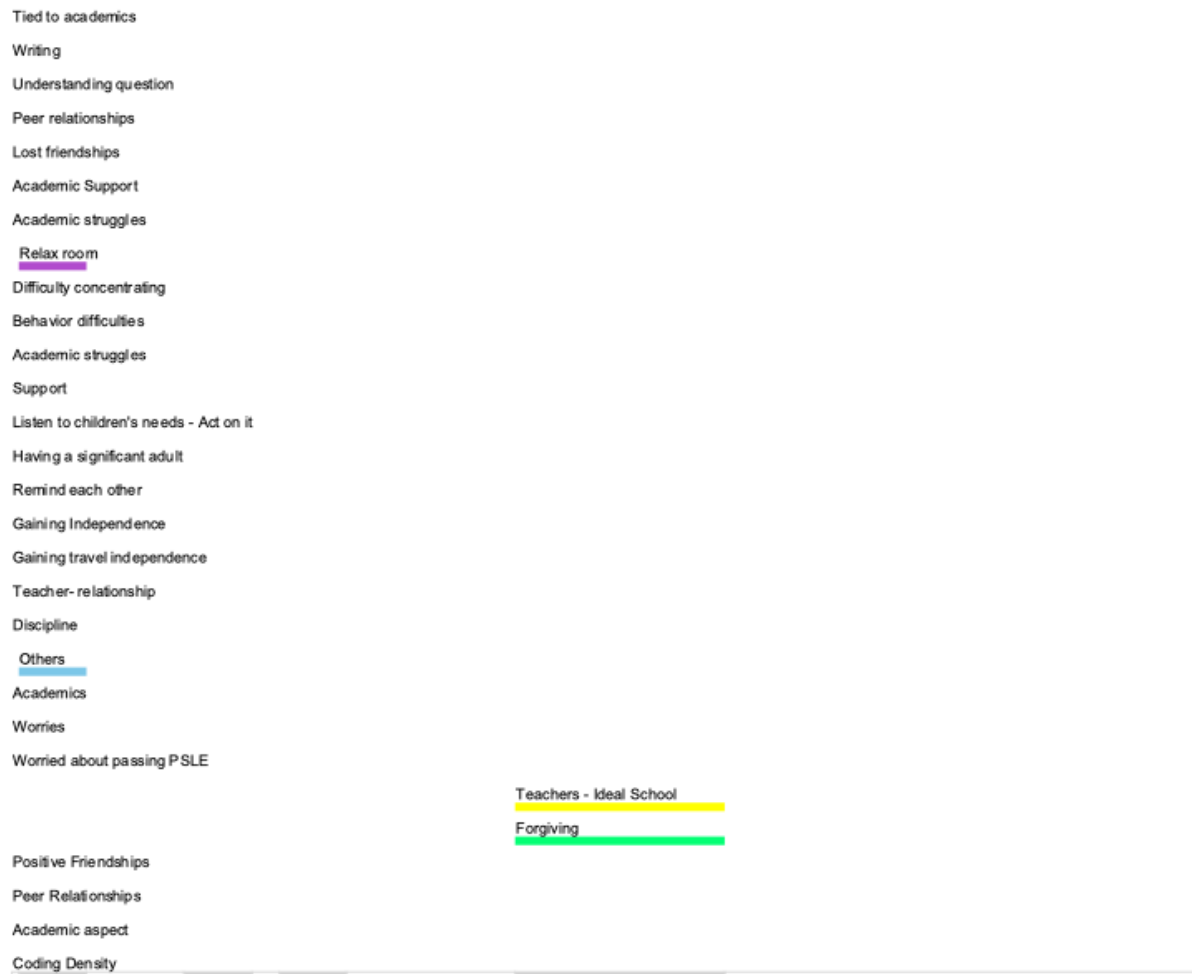 Tied to academics
Writing
Understanding question
Peer relationships
Lost friendships
Academic Support
Academic struggles
Relax room
Difficulty concentrating
Behavior difficulties
Academic struggles
Support
Listen to children's needs - Act on it
Having a significant adult
Remind each other
Gaining Independence
Gaining travel independence
Teacher- relationship
Discipline
Others
Academics
Worries
Worried about passing PSLE
Teachers - Ideal School
Forgiving
Positive Friendships
Peer Relationships
Academic aspect
Coding Density